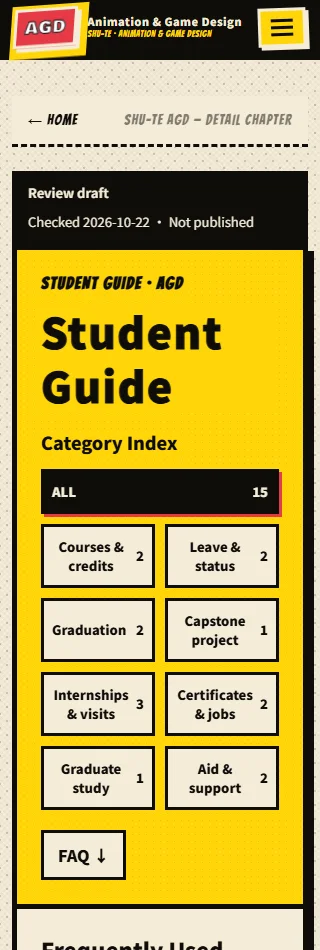 AGD
Animation & Game Design
SHU-TE • ANIMATION & GAME DESIGN
← HOME
SHU-TE AGD — DETAIL CHAPTER
Review draft
Checked 2026-10-22 • Not published
STUDENT GUIDE • AGD
Student
Guide
Category Index
ALL 15
Courses & credits 2
Leave & status 2
Graduation 2
Capstone project 1
Internships & visits 3
Certificates & jobs 2
Graduate study 1
Aid & support 2
FAQ ↓
Frequently Used